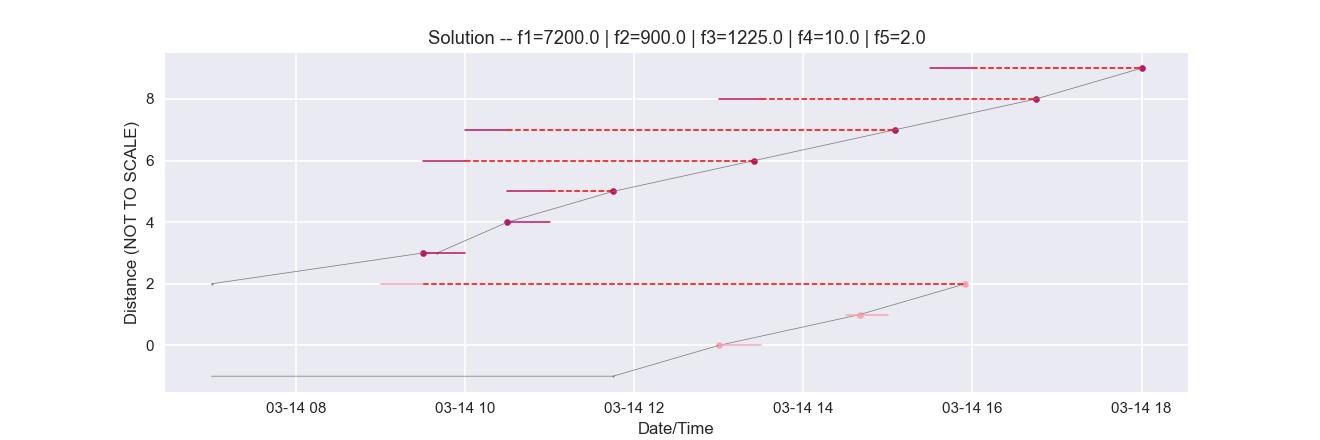 Solution -- f1=7200.0 | f2=900.0 | f3=1225.0 | f4=10.0 | f5=2.0
Distance (NOT TO SCALE)
8
6
4
2
0
03-14 08 03-14 10 03-14 12 03-14 14 03-14 16 03-14 18
Date/Time